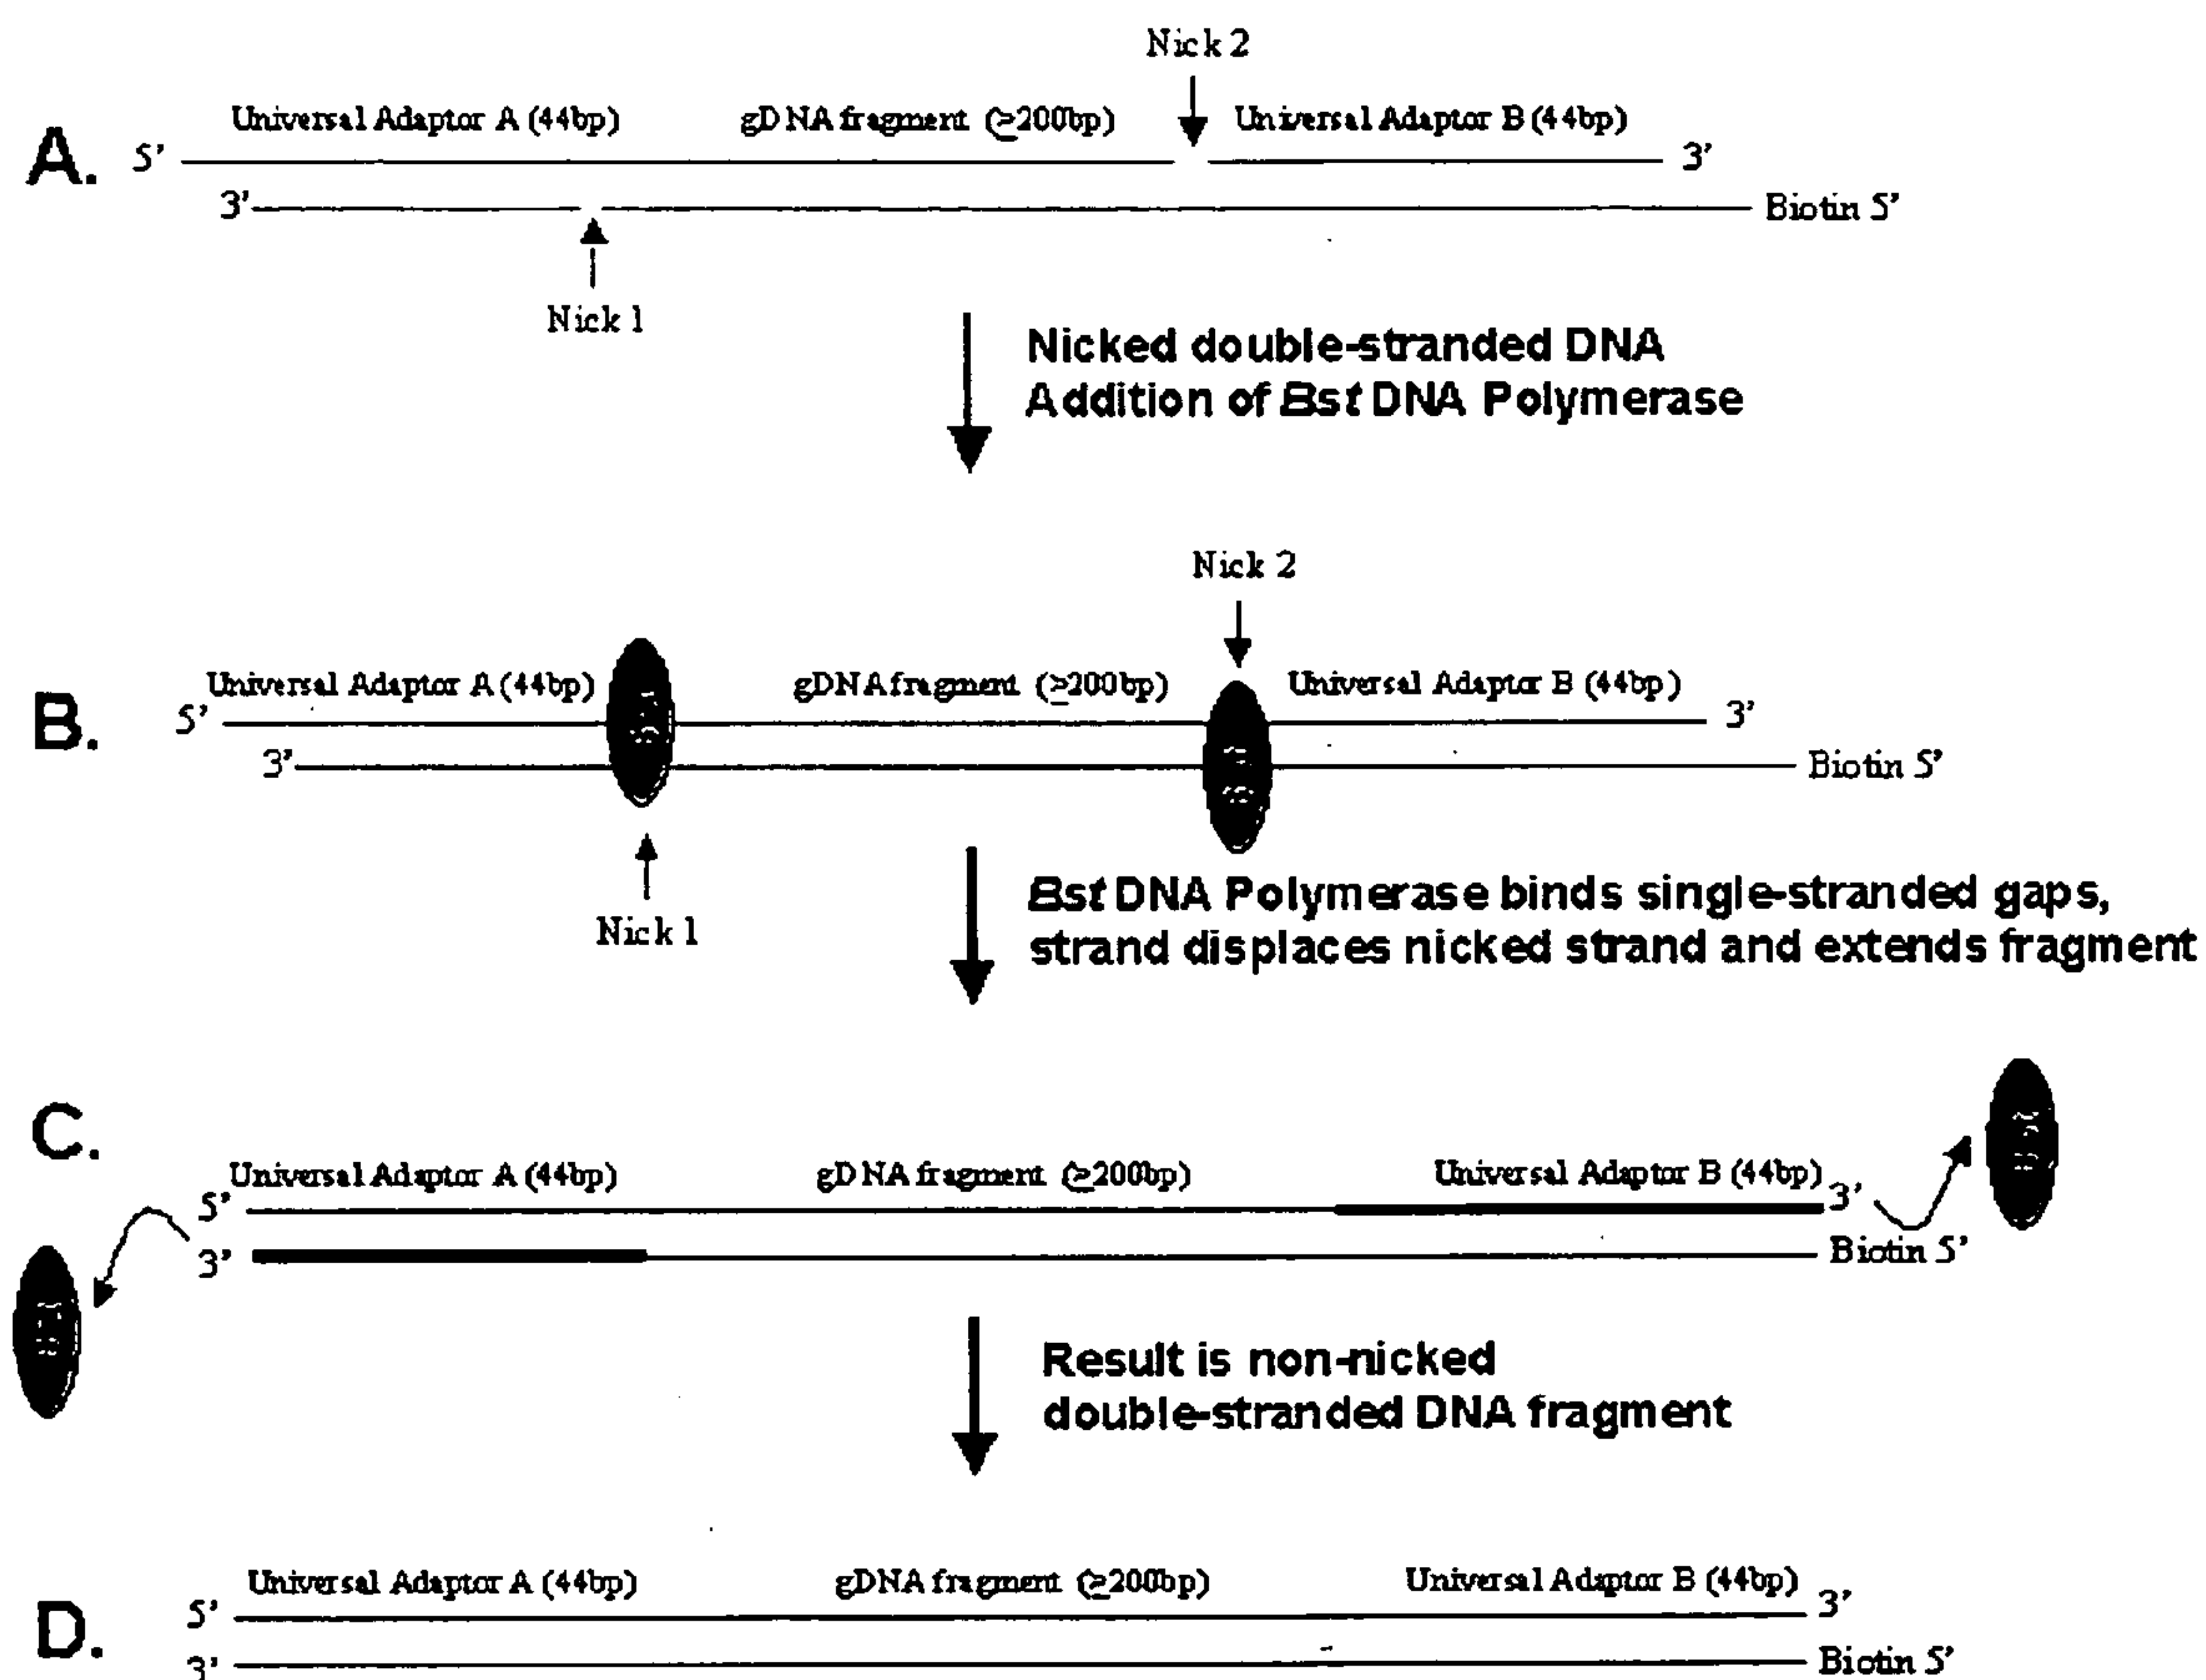 Nick 2
Universal Adaptor A (44bp) gDNA fragment (≥200bp) Universal Adaptor B (44bp)
A. 5' 3'
3' Biotin 5'
Nick 1
Nicked double-stranded DNA
Addition of Bst DNA Polymerase
Nick 2
Universal Adaptor A (44bp) gDNA fragment (≥200bp) Universal Adaptor B (44bp)
B. 5' 3'
3' Biotin 5'
Nick 1
Bst DNA Polymerase binds single-stranded gaps,
strand displaces nicked strand and extends fragment
C.
Universal Adaptor A (44bp) gDNA fragment (≥200bp) Universal Adaptor B (44bp)
5' 3'
3' Biotin 5'
Result is non-nicked
double-stranded DNA fragment
Universal Adaptor A (44bp) gDNA fragment (≥200bp) Universal Adaptor B (44bp)
D. 5' 3'
3' Biotin 5'